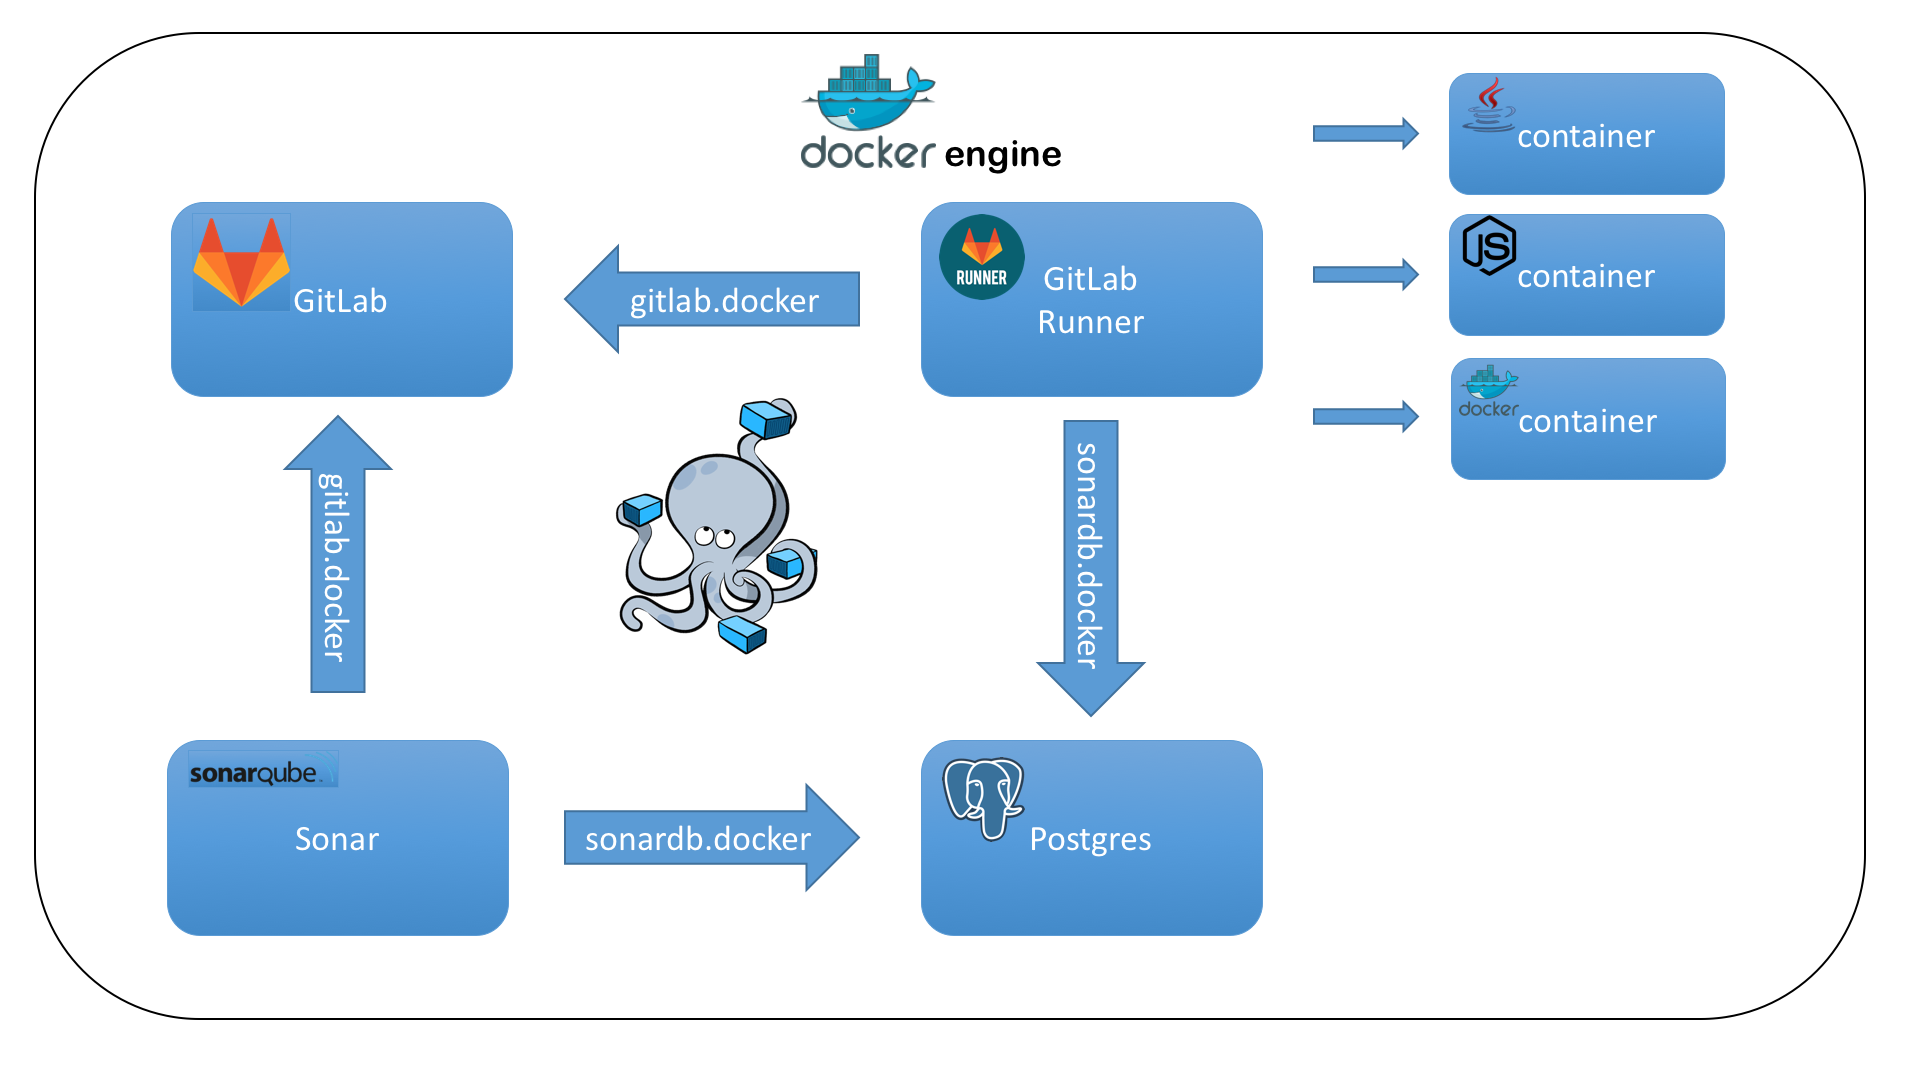 docker engine
container
GitLab
gitlab.docker
RUNNER
GitLab
Runner
JS
container
docker
container
gitlab.docker
sonardb.docker
sonarqube
Sonar
sonardb.docker
Postgres